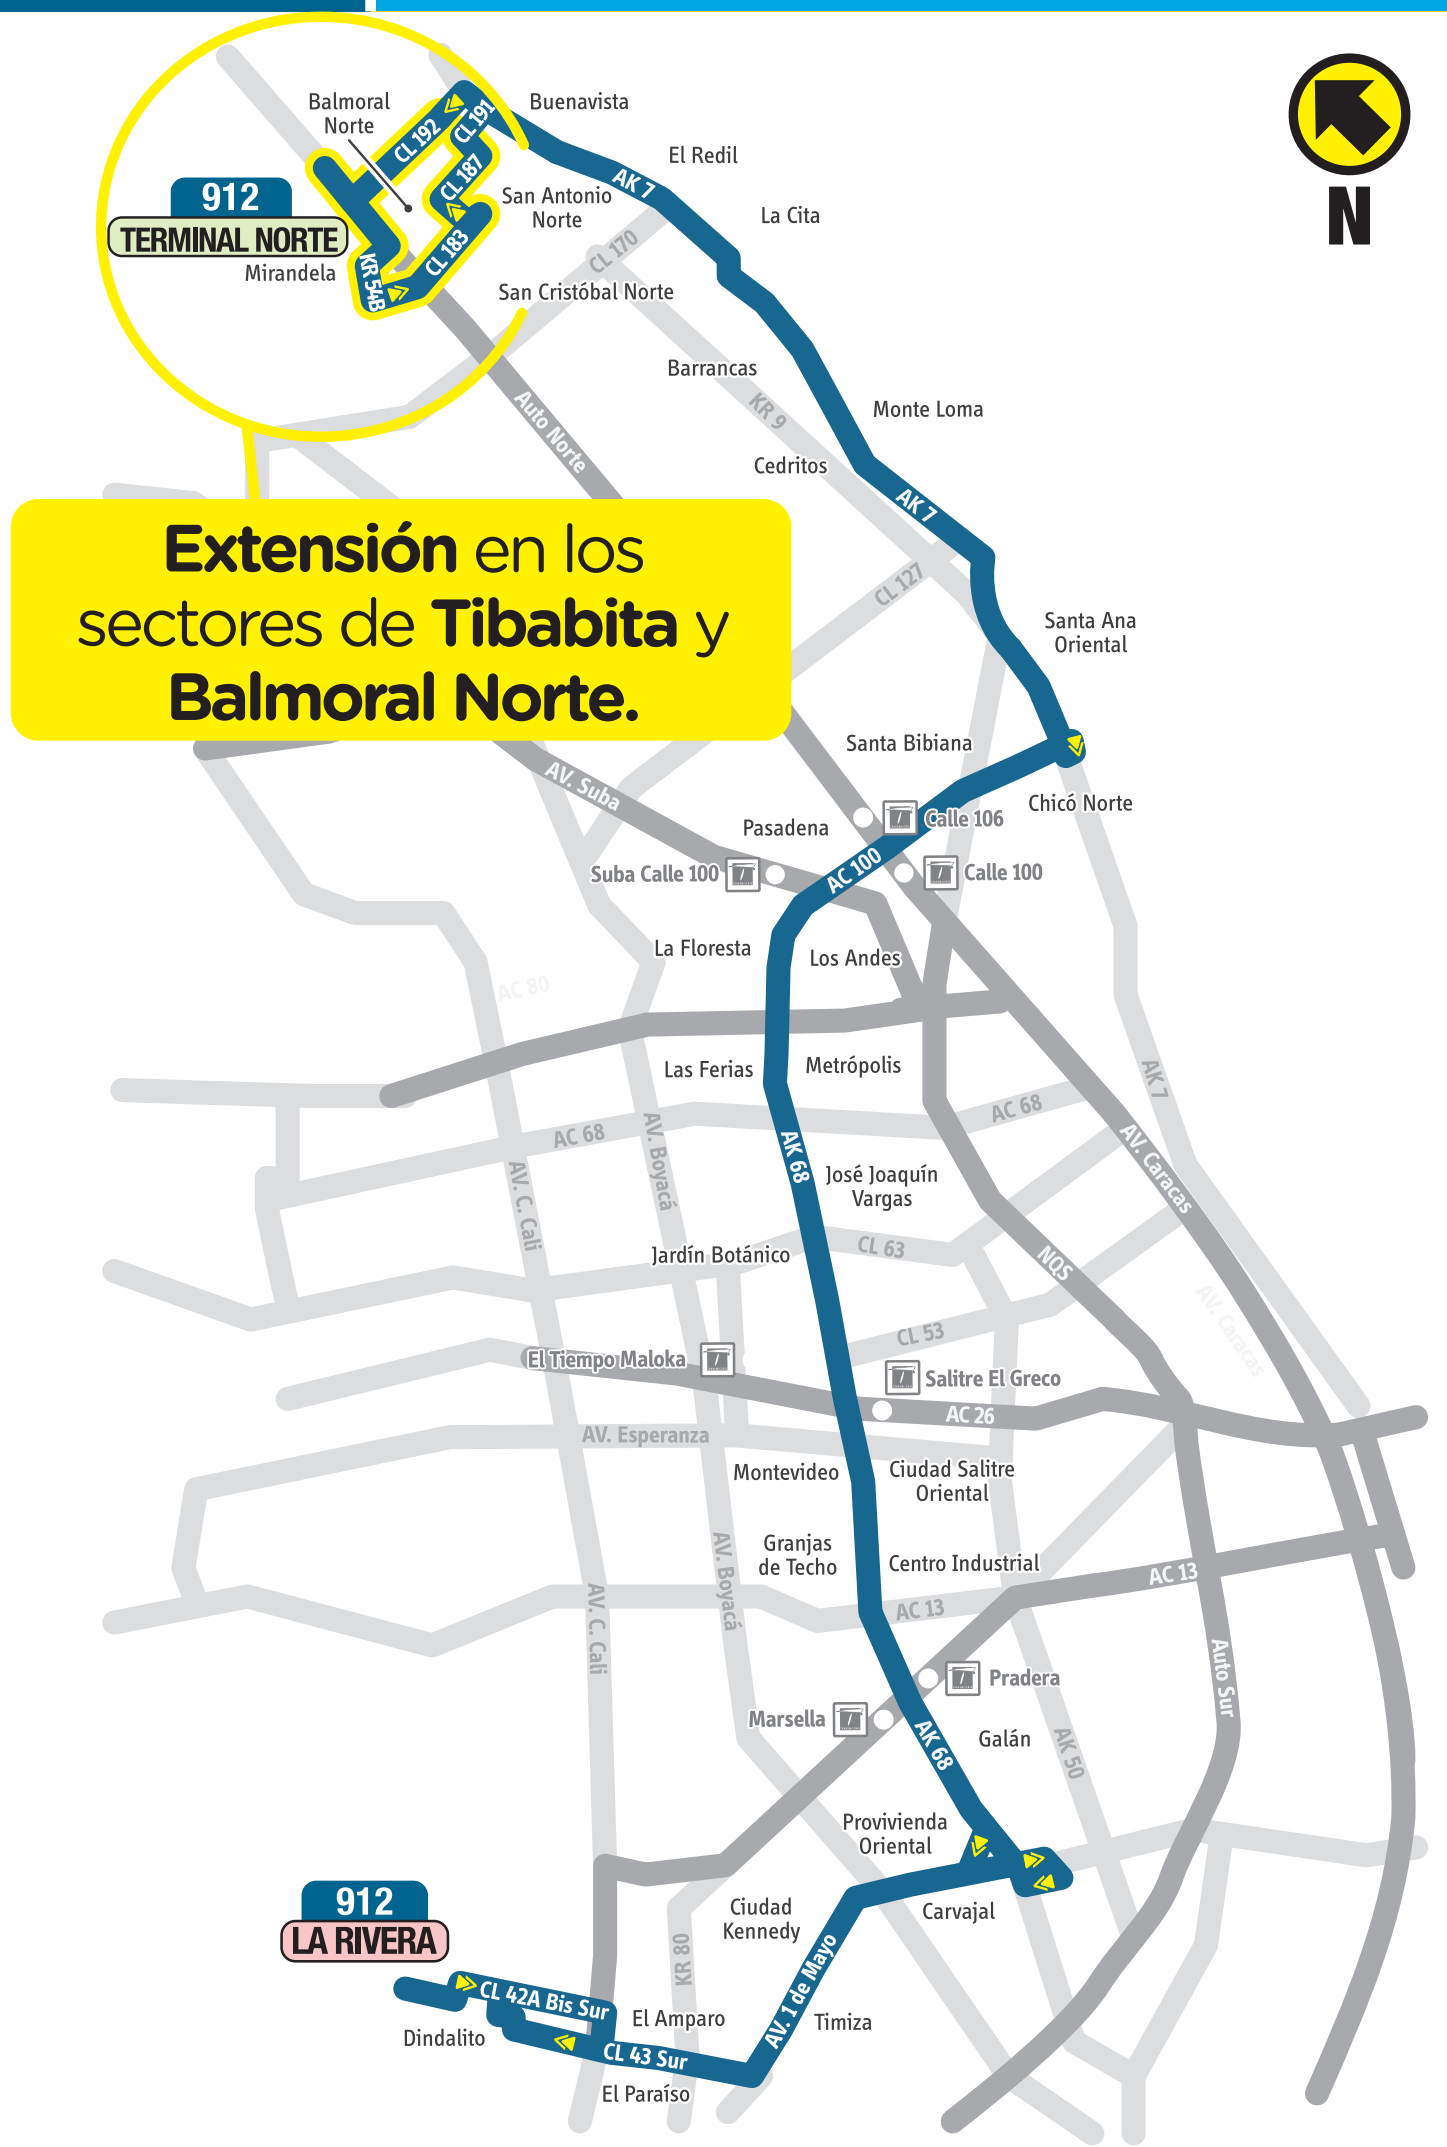 Balmoral
Norte
Buenavista
CL 192
CL 191
CL 187
CL 183
KR 54B
912
TERMINAL NORTE
Mirandela
San Antonio
Norte
AK 7
El Redil
La Cita
N
CL 170
San Cristóbal Norte
Barrancas
KR 9
Monte Loma
Auto Norte
Cedritos
AK 7
Extensión en los
sectores de Tibabita y
Balmoral Norte.
CL 127
Santa Ana
Oriental
Santa Bibiana
AV. Suba
Chicó Norte
Calle 106
Pasadena
AC 100
Suba Calle 100
Calle 100
La Floresta
Los Andes
AC 80
Las Ferias
Metrópolis
AK 7
AC 68
AC 68
AV. Boyacá
AV. C. Cali
AK 68
AV. Caracas
José Joaquín
Vargas
Jardín Botánico
CL 63
NQS
AV. Caracas
CL 53
El Tiempo Maloka
Salitre El Greco
AC 26
AV. Esperanza
Montevideo
Ciudad Salitre
Oriental
Granjas
de Techo
Centro Industrial
AV. Boyacá
AC 13
AC 13
AV. C. Cali
Auto Sur
Pradera
Marsella
AK 68
Galán
AK 50
Provivienda
Oriental
912
LA RIVERA
Ciudad
Kennedy
Carvajal
KR 80
AV. 1 de Mayo
CL 42A Bis Sur
El Amparo
Timiza
Dindalito
CL 43 Sur
El Paraíso